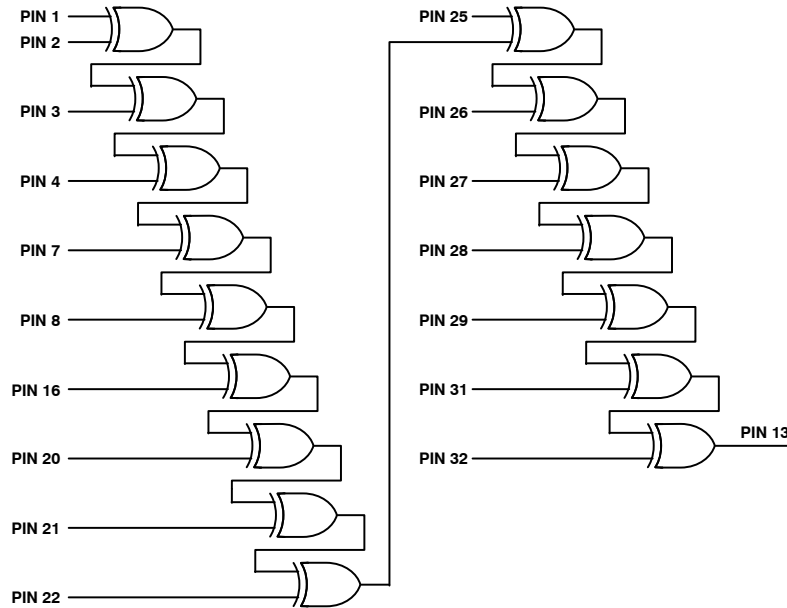 PIN 1
PIN 2
PIN 3
PIN 4
PIN 7
PIN 8
PIN 16
PIN 20
PIN 21
PIN 22
PIN 25
PIN 26
PIN 27
PIN 28
PIN 29
PIN 31
PIN 32
PIN 13